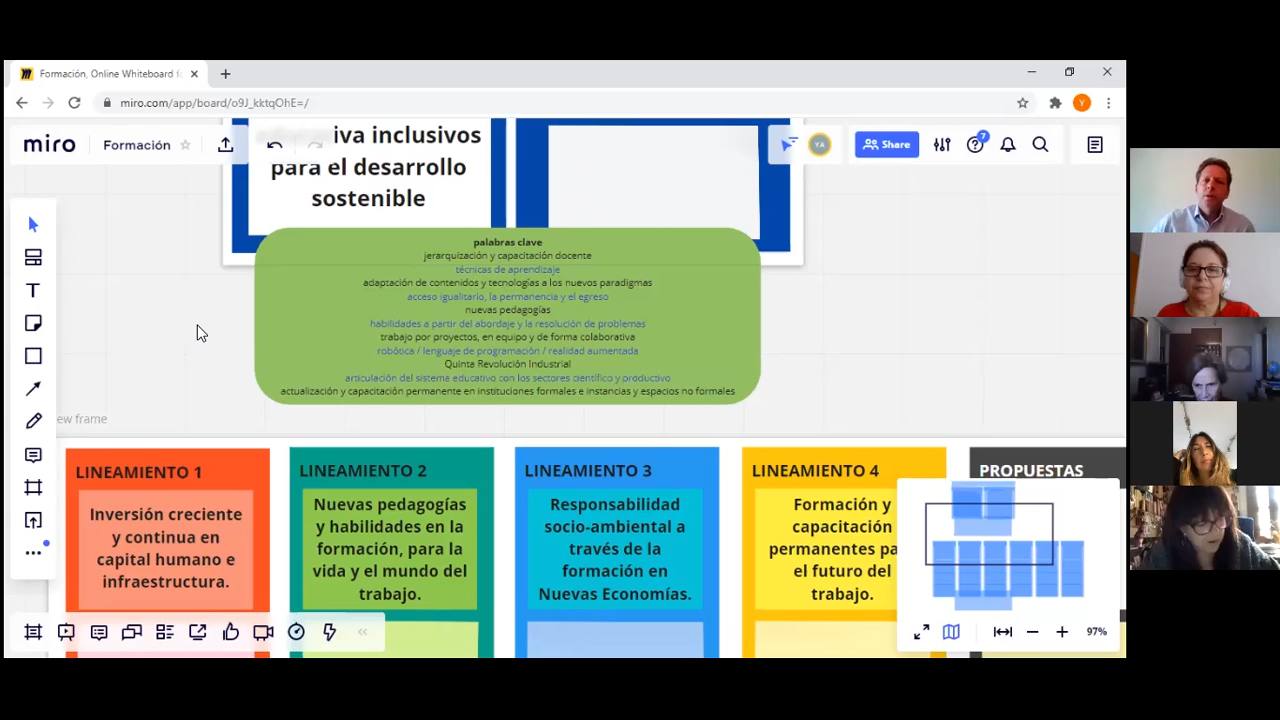 Formación, Online Whiteboard fo
miro.com/app/board/o9J_kktqOhE=/
Y
miro
Formación
YA
Share
7
iva inclusivos
para el desarrollo
sostenible
palabras clave
jerarquización y capacitación docente
técnicas de aprendizaje
adaptación de contenidos y tecnologías a los nuevos paradigmas
acceso igualitario, la permanencia y el egreso
nuevas pedagogías
habilidades a partir del abordaje y la resolución de problemas
trabajo por proyectos, en equipo y de forma colaborativa
robótica / lenguaje de programación / realidad aumentada
Quinta Revolución Industrial
articulación del sistema educativo con los sectores científico y productivo
actualización y capacitación permanente en instituciones formales e instancias y espacios no formales
ew frame
LINEAMIENTO 1
Inversión creciente
y continua en
capital humano e
infraestructura.
LINEAMIENTO 2
Nuevas pedagogías
y habilidades en la
formación, para la
vida y el mundo del
trabajo.
LINEAMIENTO 3
Responsabilidad
socio-ambiental a
través de la
formación en
Nuevas Economías.
LINEAMIENTO 4
Formación y
capacitación
permanentes pa
el futuro del
trabajo.
PROPUESTAS
97%